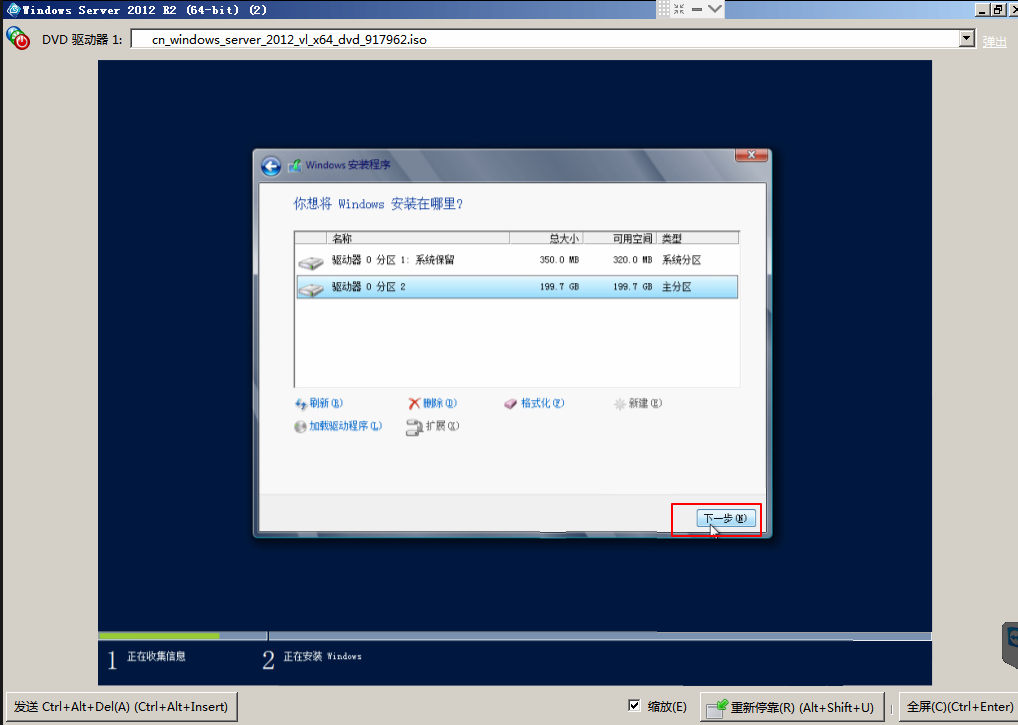 Windows Server 2012 R2 (64-bit) (2)
DVD 驱动器 1: cn_windows_server_2012_vl_x64_dvd_917962.iso 弹出
Windows 安装程序
你想将 Windows 安装在哪里?
名称 总大小 可用空间 类型
驱动器 0 分区 1: 系统保留 350.0 MB 320.0 MB 系统分区
驱动器 0 分区 2 199.7 GB 199.7 GB 主分区
刷新(R) 删除(D) 格式化(F) 新建(E)
加载驱动程序(L) 扩展(X)
下一步(N)
1 正在收集信息 2 正在安装 Windows
发送 Ctrl+Alt+Del(A) (Ctrl+Alt+Insert) 缩放(E) 重新停靠(R) (Alt+Shift+U) 全屏(C)(Ctrl+Enter)